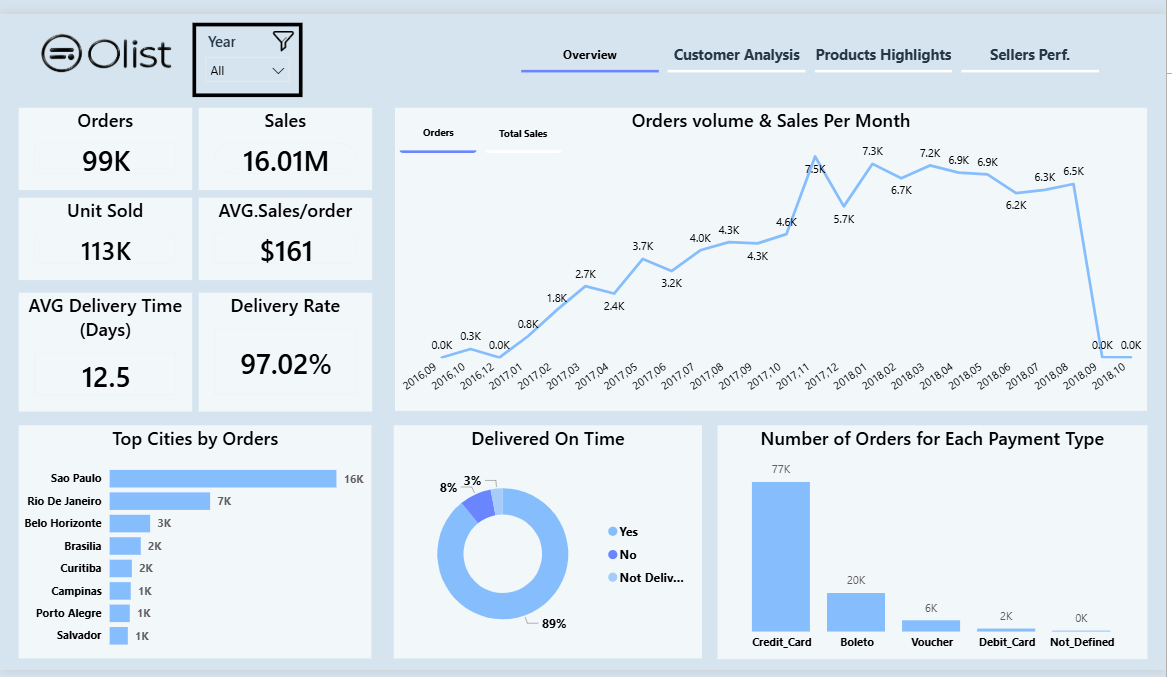 Olist
Year
All
Overview
Customer Analysis
Products Highlights
Sellers Perf.
Orders
99K
Sales
16.01M
Unit Sold
113K
AVG.Sales/order
$161
AVG Delivery Time
(Days)
12.5
Delivery Rate
97.02%
Orders volume & Sales Per Month
Orders
Total Sales
0.0K
0.3K
0.0K
0.8K
1.8K
2.7K
2.4K
3.7K
3.2K
4.0K
4.3K
4.3K
4.6K
7.5K
5.7K
7.3K
6.7K
7.2K
6.9K
6.9K
6.2K
6.3K
6.5K
0.0K
0.0K
2016.09
2016.10
2016.12
2017.01
2017.02
2017.03
2017.04
2017.05
2017.06
2017.07
2017.08
2017.09
2017.10
2017.11
2017.12
2018.01
2018.02
2018.03
2018.04
2018.05
2018.06
2018.07
2018.08
2018.09
2018.10
Top Cities by Orders
Sao Paulo 16K
Rio De Janeiro 7K
Belo Horizonte 3K
Brasilia 2K
Curitiba 2K
Campinas 1K
Porto Alegre 1K
Salvador 1K
Delivered On Time
8%
3%
89%
Yes
No
Not Deliv...
Number of Orders for Each Payment Type
77K
20K
6K
2K
0K
Credit_Card
Boleto
Voucher
Debit_Card
Not_Defined